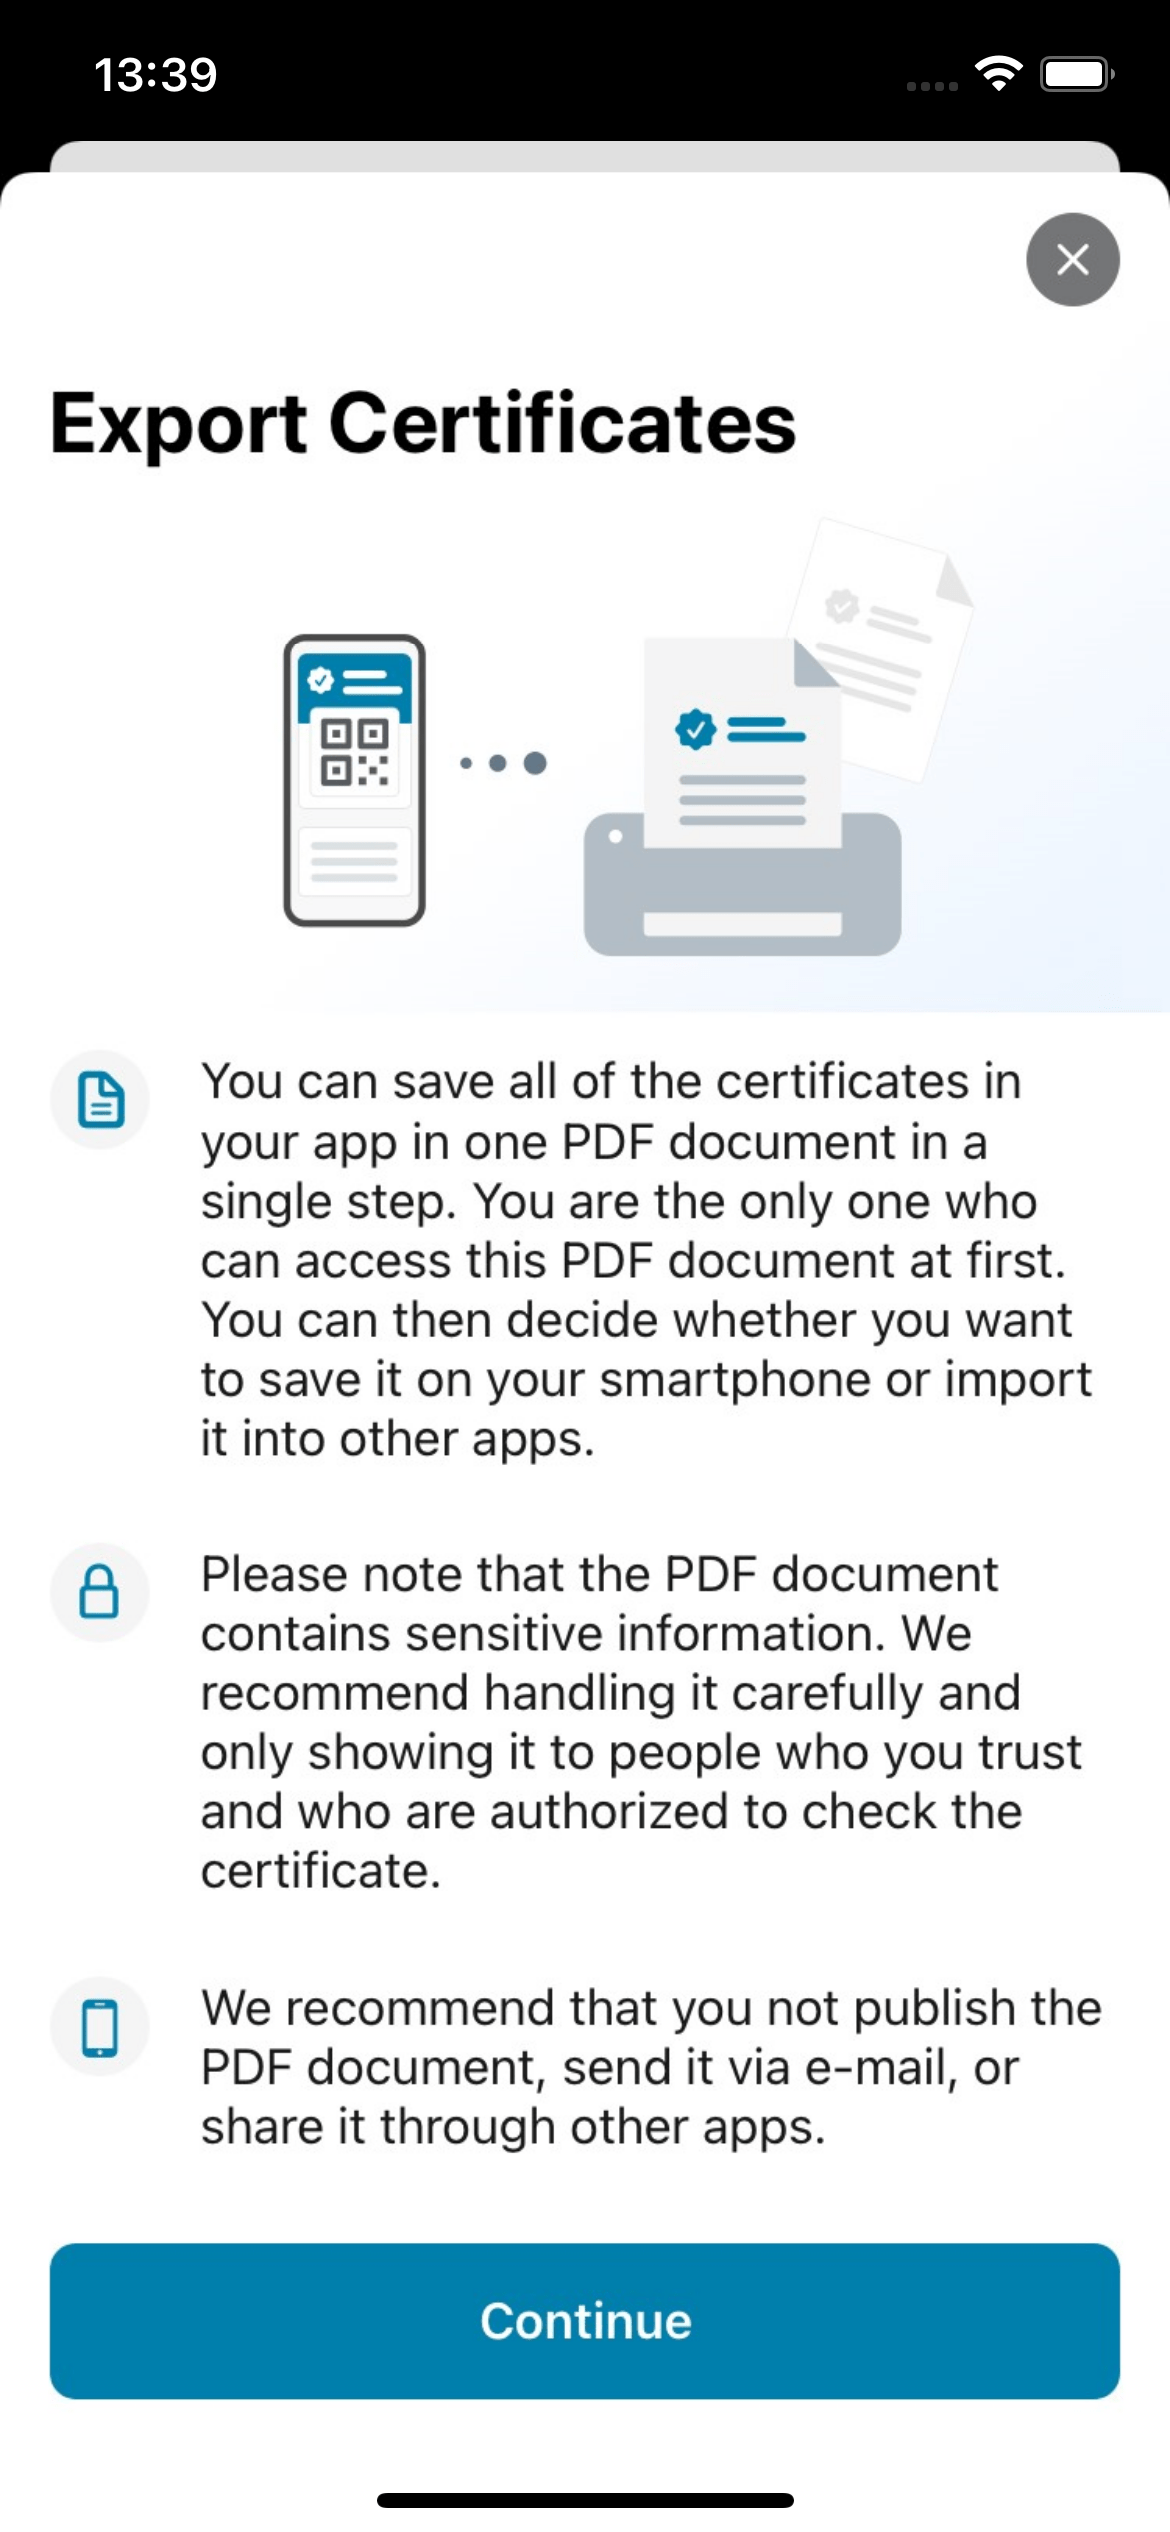 13:39
Export Certificates
You can save all of the certificates in
your app in one PDF document in a
single step. You are the only one who
can access this PDF document at first.
You can then decide whether you want
to save it on your smartphone or import
it into other apps.
Please note that the PDF document
contains sensitive information. We
recommend handling it carefully and
only showing it to people who you trust
and who are authorized to check the
certificate.
We recommend that you not publish the
PDF document, send it via e-mail, or
share it through other apps.
Continue